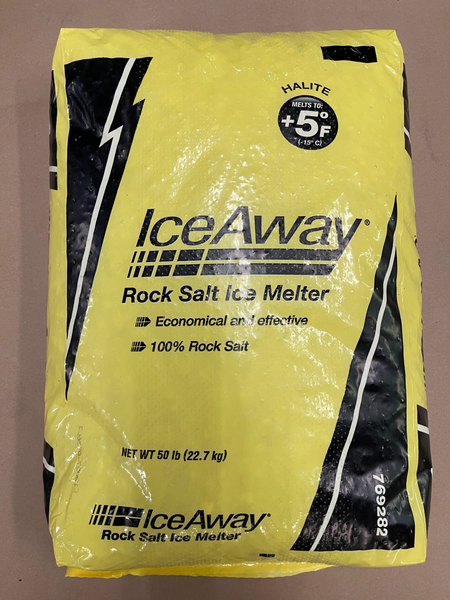 HALITE
MELTS TO:
+5°F
(-15° C)
IceAway®
Rock Salt Ice Melter
Economical and effective
100% Rock Salt
NET WT 50 lb (22.7 kg)
769282
IceAway®
Rock Salt Ice Melter